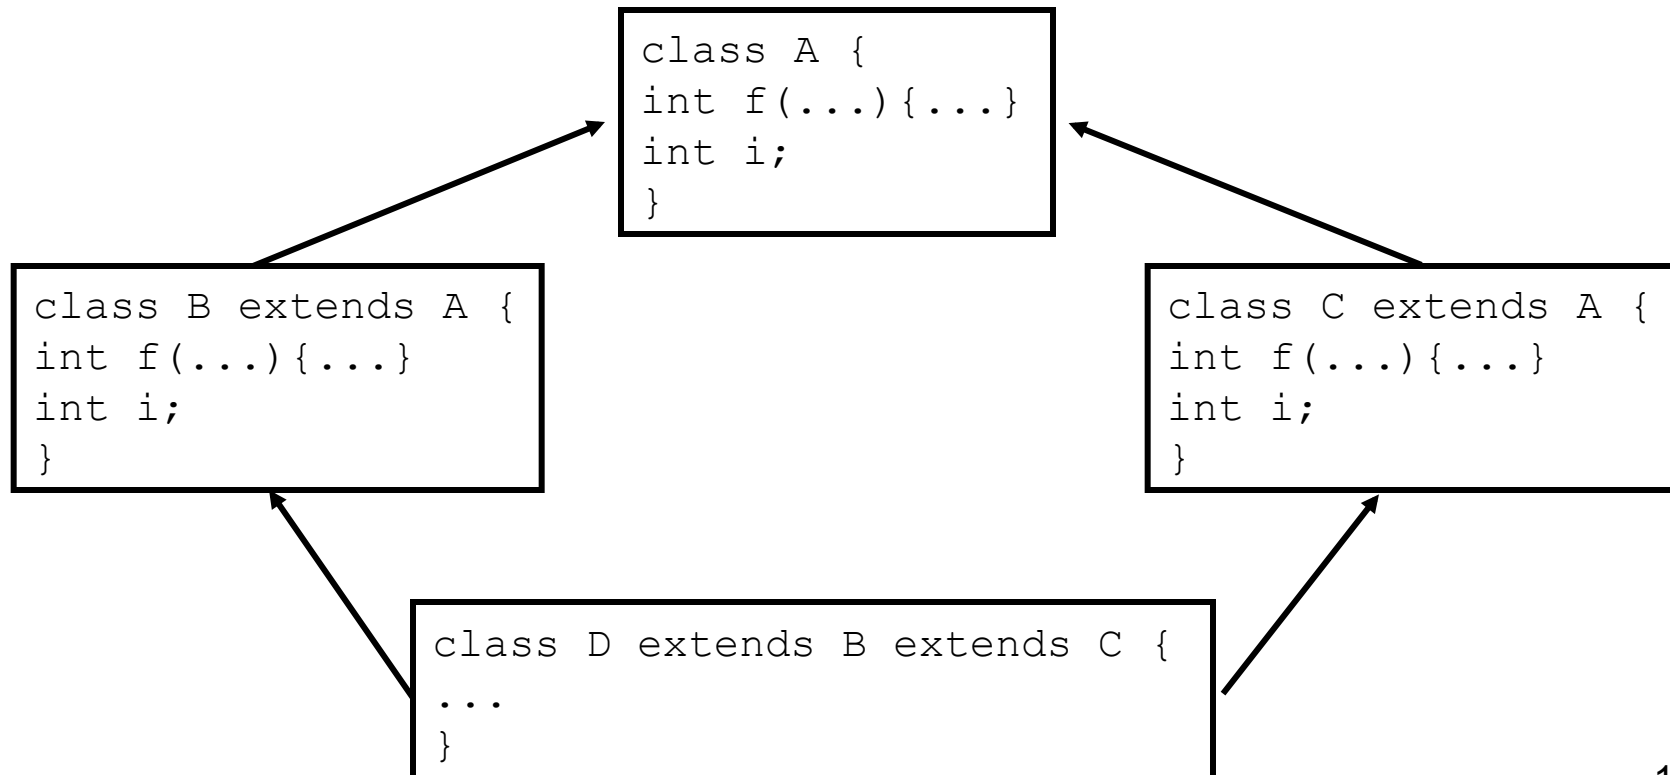 class A {
int f(...){...}
int i;
}
class B extends A {
int f(...){...}
int i;
}
class C extends A {
int f(...){...}
int i;
}
class D extends B extends C {
...
}